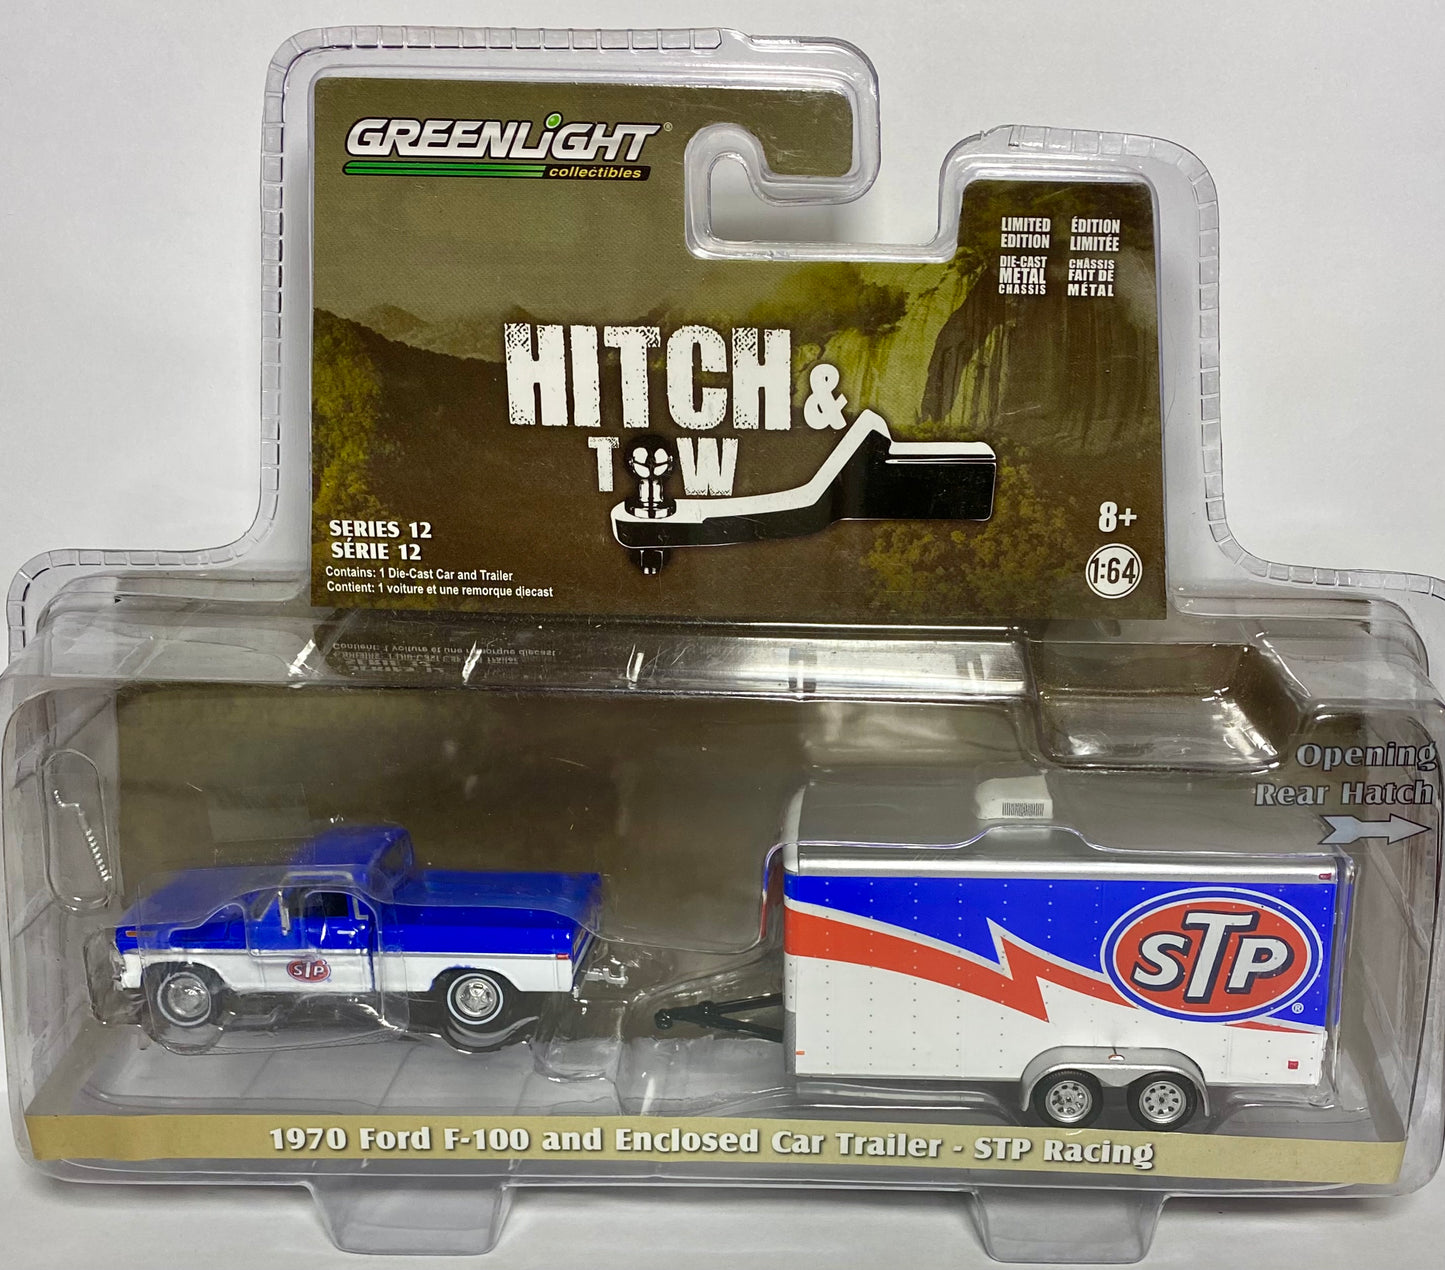 GREENLiGHT®
collectibles
LIMITED EDITION
ÉDITION LIMITÉE
DIE-CAST METAL CHASSIS
CHÂSSIS FAIT DE MÉTAL
HITCH &
TOW
SERIES 12
SÉRIE 12
Contains: 1 Die-Cast Car and Trailer
Contient: 1 voiture et une remorque diecast
8+
1:64
Opening
Rear Hatch
STP
STP®
1970 Ford F-100 and Enclosed Car Trailer - STP Racing